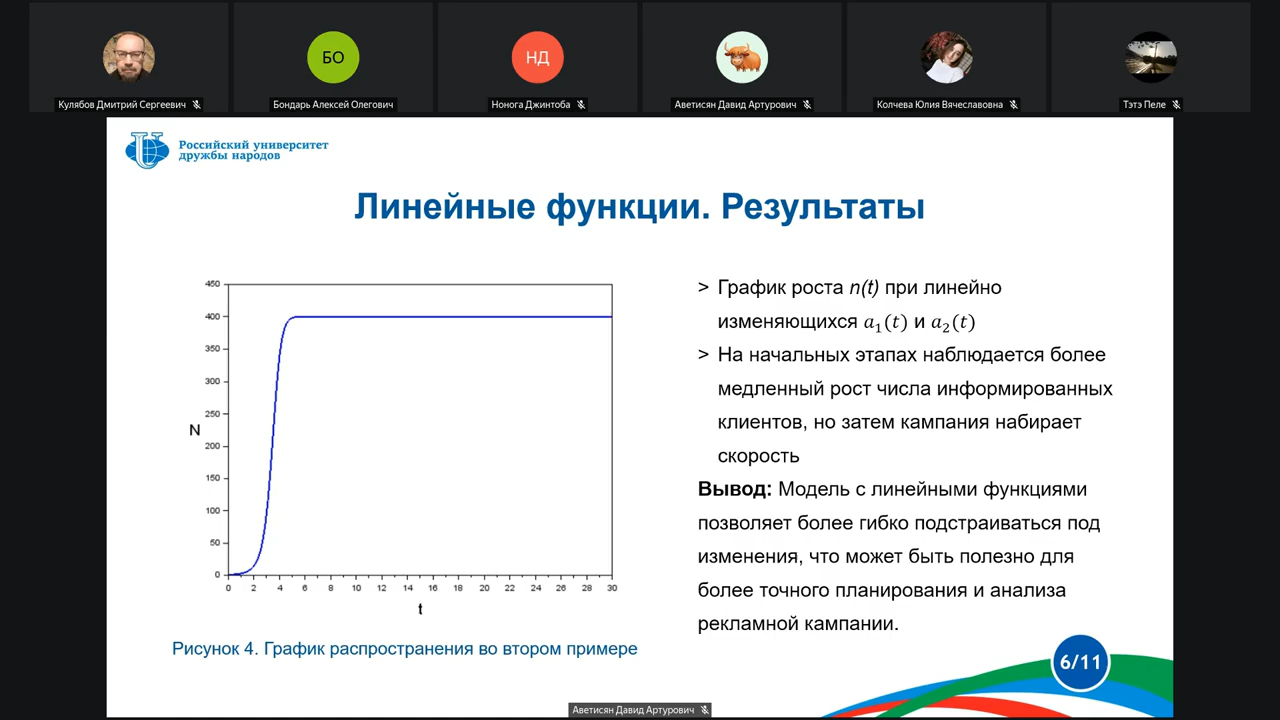 БО
НД
Кулябов Дмитрий Сергеевич
Бондарь Алексей Олегович
Нонога Джинтоба
Аветисян Давид Артурович
Колчева Юлия Вячеславовна
Тэтэ Пеле
Российский университет
дружбы народов
Линейные функции. Результаты
450
400
350
300
250
200
150
100
50
0
N
0 2 4 6 8 10 12 14 16 18 20 22 24 26 28 30
t
Рисунок 4. График распространения во втором примере
> График роста n(t) при линейно
изменяющихся a₁(t) и a₂(t)
> На начальных этапах наблюдается более
медленный рост числа информированных
клиентов, но затем кампания набирает
скорость
Вывод: Модель с линейными функциями
позволяет более гибко подстраиваться под
изменения, что может быть полезно для
более точного планирования и анализа
рекламной кампании.
6/11
Аветисян Давид Артурович